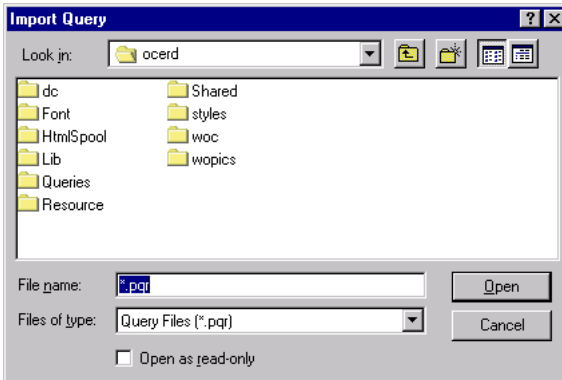 Import Query
Look in: ocerd
dc Shared
Font styles
HtmlSpool woc
Lib wopics
Queries
Resource
File name: *.pqr Open
Files of type: Query Files (*.pqr) Cancel
Open as read-only